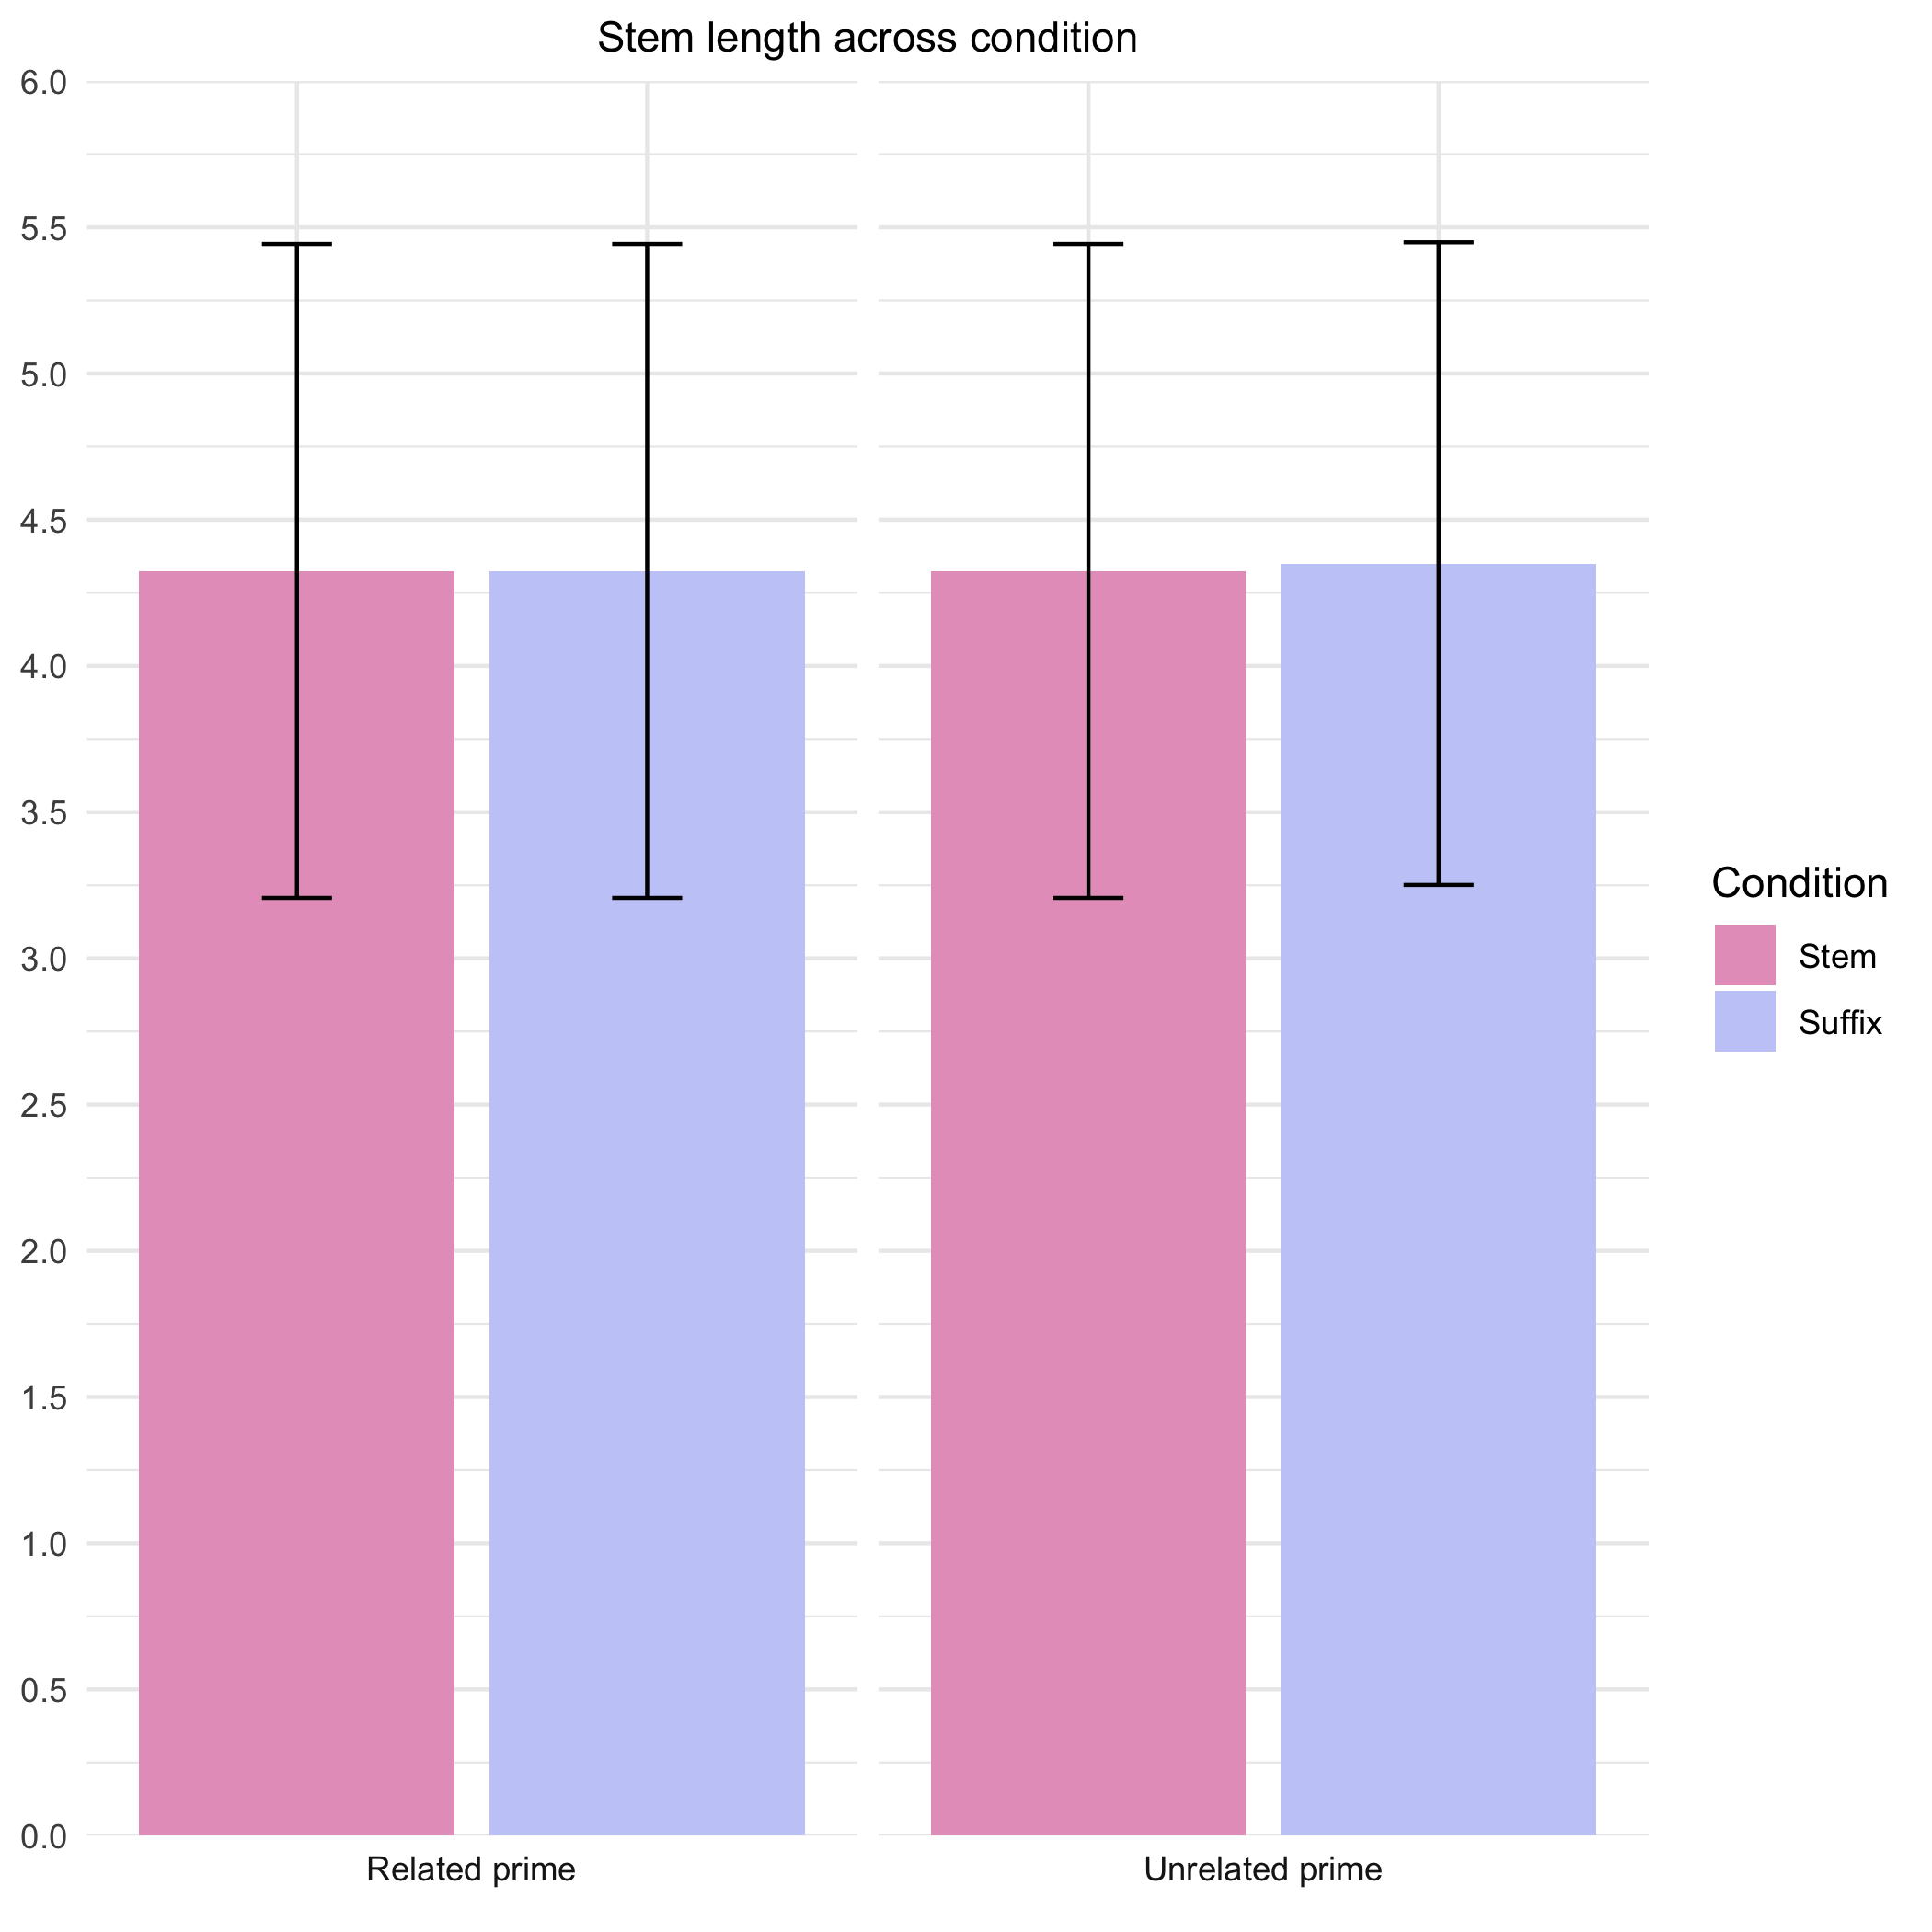 Stem length across condition
6.0
5.5
5.0
4.5
4.0
3.5
3.0
2.5
2.0
1.5
1.0
0.5
0.0
Related prime
Unrelated prime
Condition
Stem
Suffix